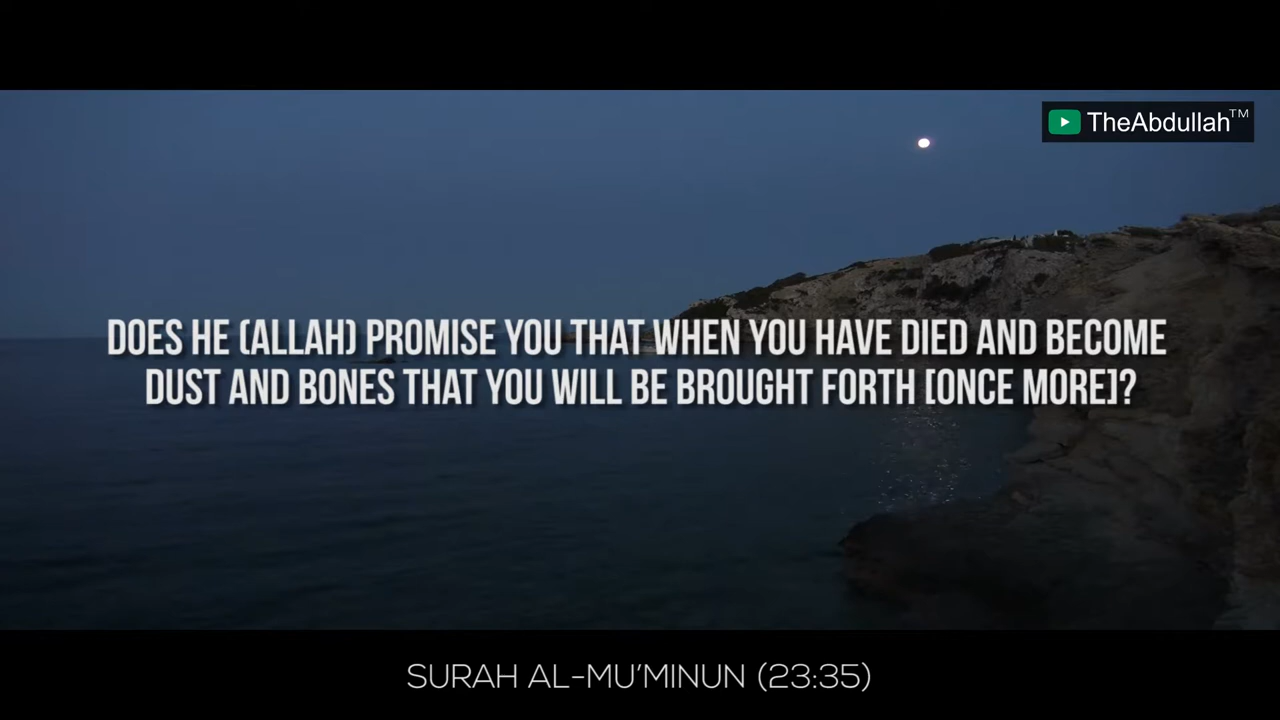 TheAbdullah™
DOES HE (ALLAH) PROMISE YOU THAT WHEN YOU HAVE DIED AND BECOME
DUST AND BONES THAT YOU WILL BE BROUGHT FORTH [ONCE MORE]?
SURAH AL-MU'MINUN (23:35)